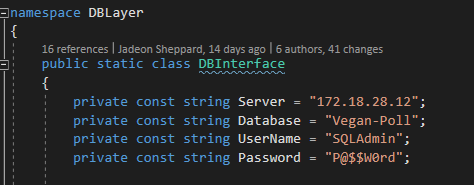 namespace DBLayer
{
16 references | Jadeon Sheppard, 14 days ago | 6 authors, 41 changes
public static class DBInterface
{
private const string Server = "172.18.28.12";
private const string Database = "Vegan-Poll";
private const string UserName = "SQLAdmin";
private const string Password = "P@$$W0rd";